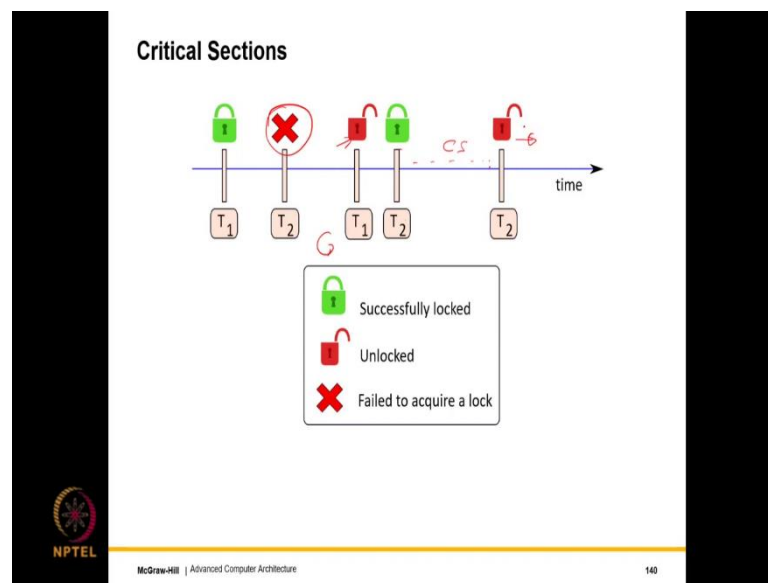 Critical Sections
CS
time
T1 T2 T1 T2 T2
Successfully locked
Unlocked
Failed to acquire a lock
NPTEL
McGraw-Hill | Advanced Computer Architecture 140